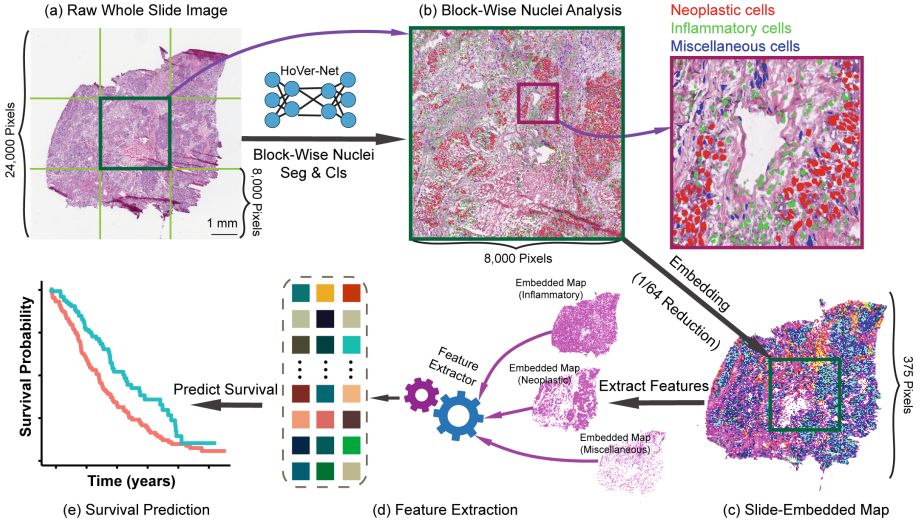 (a) Raw Whole Slide Image
24,000 Pixels
8,000 Pixels
1 mm
HoVer-Net
Block-Wise Nuclei
Seg & Cls
(b) Block-Wise Nuclei Analysis
8,000 Pixels
Neoplastic cells
Inflammatory cells
Miscellaneous cells
Embedding
(1/64 Reduction)
375 Pixels
(c) Slide-Embedded Map
Extract Features
Embedded Map
(Inflammatory)
Embedded Map
(Neoplastic)
Embedded Map
(Miscellaneous)
Feature
Extractor
(d) Feature Extraction
Predict Survival
Survival Probability
Time (years)
(e) Survival Prediction